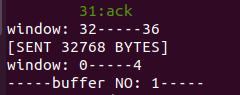 31:ack
window: 32-----36
[SENT 32768 BYTES]
window: 0-----4
-----buffer NO: 1-----